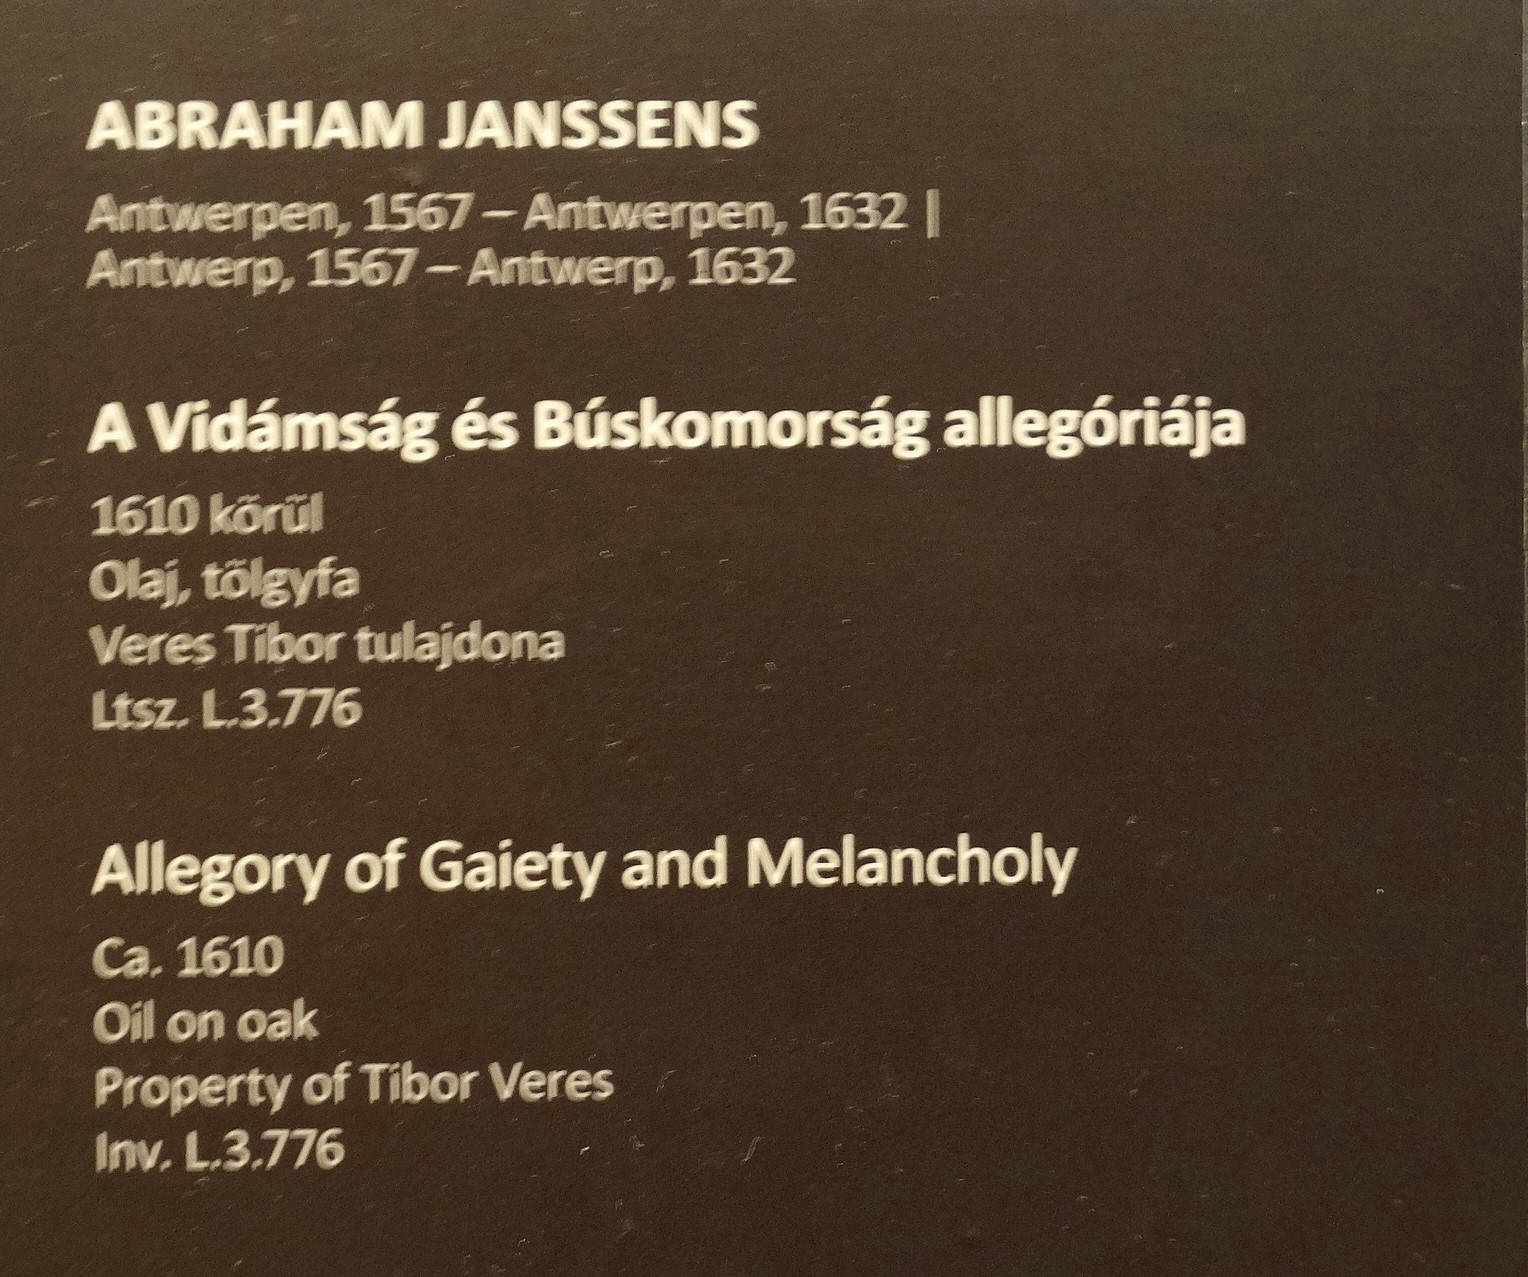 ABRAHAM JANSSENS
Antwerpen, 1567 – Antwerpen, 1632 |
Antwerp, 1567 – Antwerp, 1632
A Vidámság és Búskomorság allegóriája
1610 körül
Olaj, tölgyfa
Veres Tibor tulajdona
Ltsz. L.3.776
Allegory of Gaiety and Melancholy
Ca. 1610
Oil on oak
Property of Tibor Veres
Inv. L.3.776